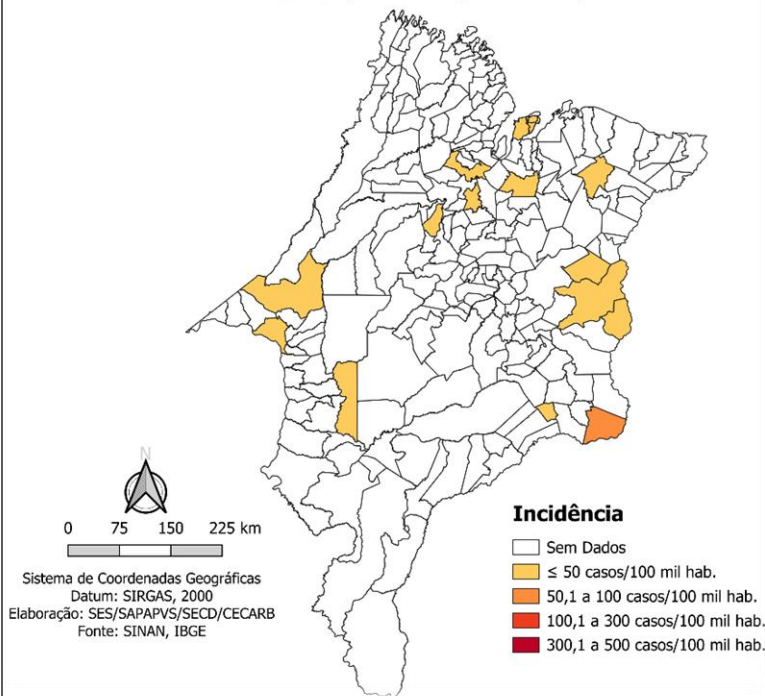 N
0 75 150 225 km
Sistema de Coordenadas Geográficas
Datum: SIRGAS, 2000
Elaboração: SES/SAPAPVS/SECD/CECARB
Fonte: SINAN, IBGE
Incidência
Sem Dados
≤ 50 casos/100 mil hab.
50,1 a 100 casos/100 mil hab.
100,1 a 300 casos/100 mil hab.
300,1 a 500 casos/100 mil hab.